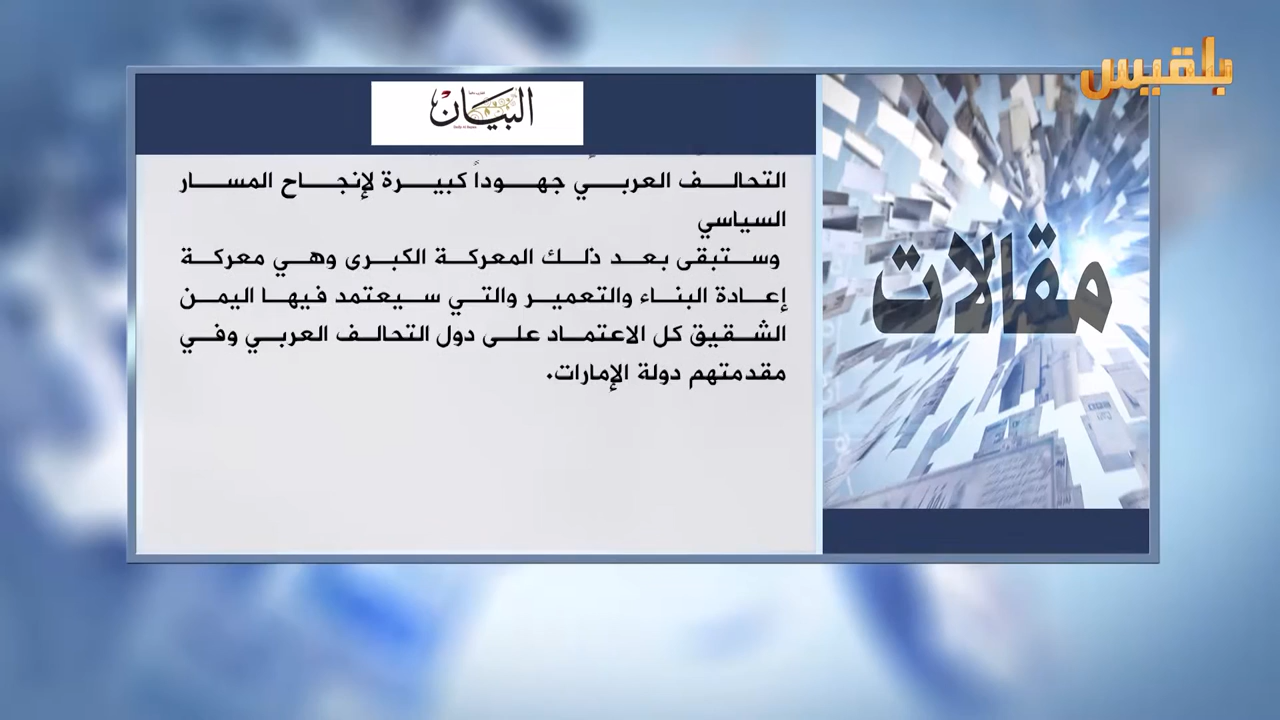 بلقيس
البيان
التحالف العربي جهوداً كبيرة لإنجاح المسار
السياسي
وستبقى بعد ذلك المعركة الكبرى وهي معركة
إعادة البناء والتعمير والتي سيعتمد فيها اليمن
الشقيق كل الاعتماد على دول التحالف العربي وفي
مقدمتهم دولة الإمارات.
مقالات